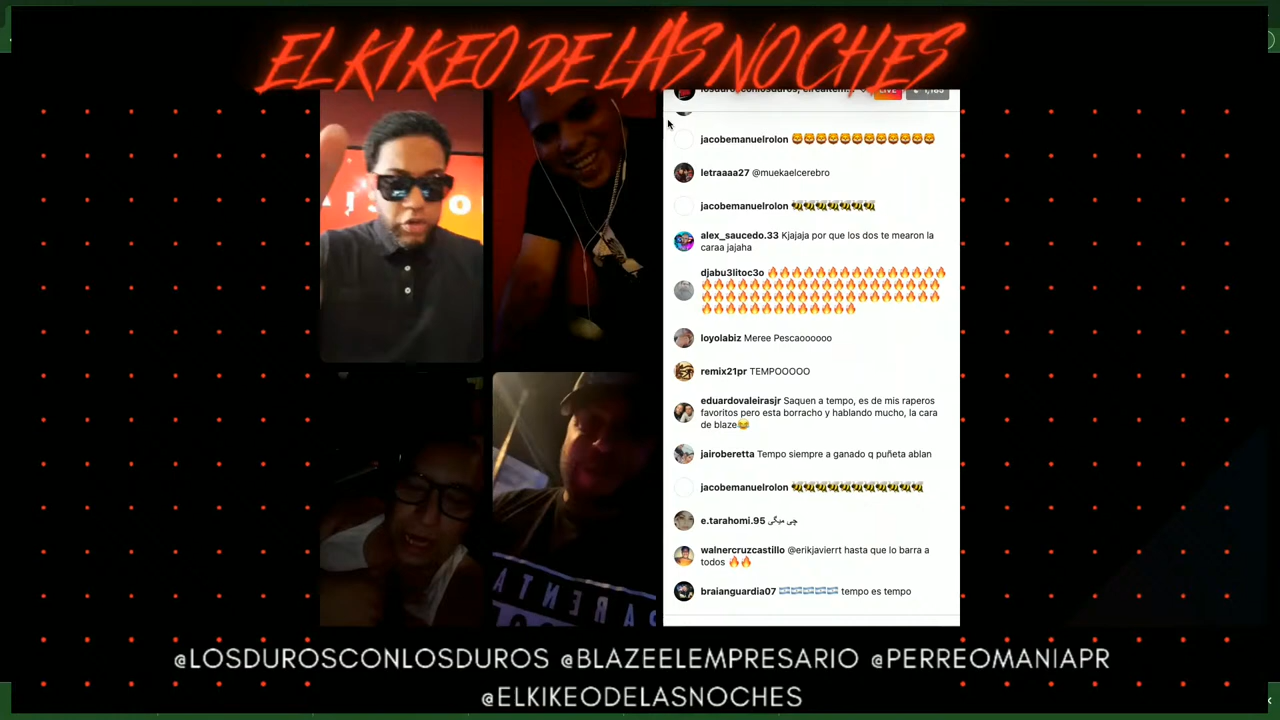 EL KIKEO DE LAS NOCHES
LIVE
jacobemanuelrolon 🦁🦁🦁🦁🦁🦁🦁🦁🦁🦁🦁🦁
letraaaa27 @muekaelcerebro
jacobemanuelrolon 🐝🐝🐝🐝🐝🐝🐝
alex_saucedo.33 Kjajaja por que los dos te mearon la
caraa jajaha
djabu3litoc3o 🔥🔥🔥🔥🔥🔥🔥🔥🔥🔥🔥🔥🔥🔥🔥
🔥🔥🔥🔥🔥🔥🔥🔥🔥🔥🔥🔥🔥🔥🔥🔥🔥🔥🔥🔥
🔥🔥🔥🔥🔥🔥🔥🔥🔥🔥🔥🔥🔥🔥🔥🔥🔥🔥🔥🔥
🔥🔥🔥🔥🔥🔥🔥🔥🔥🔥🔥🔥🔥
loyolabiz Meree Pescaoooooo
remix21pr TEMPOOOOO
eduardovaleirasjr Saquen a tempo, es de mis raperos
favoritos pero esta borracho y hablando mucho, la cara
de blaze😂
jairoberetta Tempo siempre a ganado q puñeta ablan
jacobemanuelrolon 🐝🐝🐝🐝🐝🐝🐝🐝🐝🐝🐝
e.tarahomi.95 چی میگی
walnercruzcastillo @erikjavierrt hasta que lo barra a
todos 🔥🔥
braianguardia07 🇦🇷🇦🇷🇦🇷🇦🇷🇦🇷 tempo es tempo
@LOSDUROSCONLOSDUROS @BLAZEELEMPRESARIO @PERREOMANIAPR
@ELKIKEODELASNOCHES